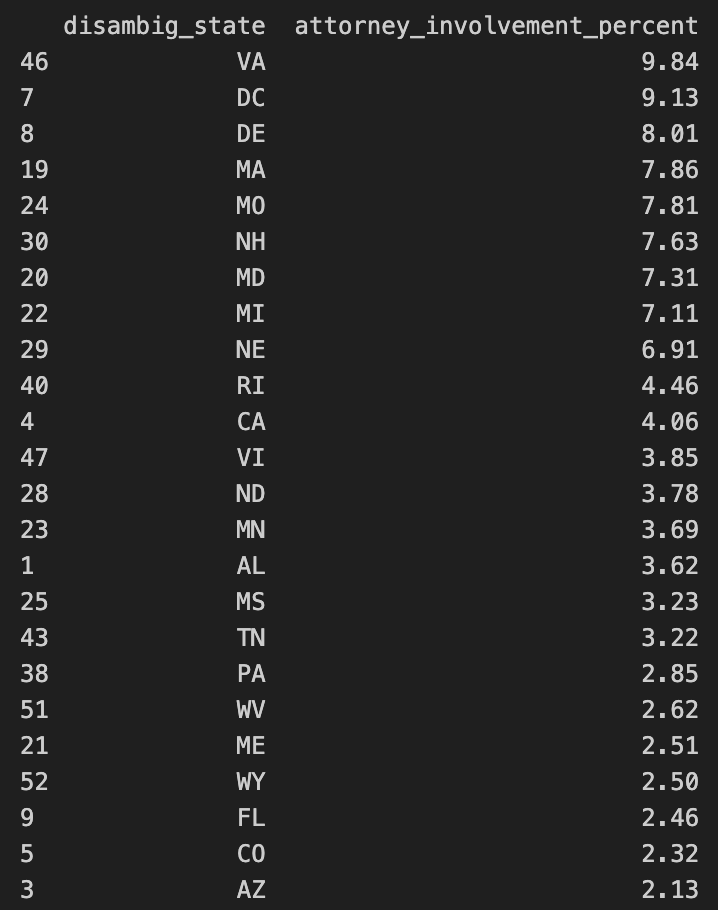 disambig_state attorney_involvement_percent
46 VA 9.84
7 DC 9.13
8 DE 8.01
19 MA 7.86
24 MO 7.81
30 NH 7.63
20 MD 7.31
22 MI 7.11
29 NE 6.91
40 RI 4.46
4 CA 4.06
47 VI 3.85
28 ND 3.78
23 MN 3.69
1 AL 3.62
25 MS 3.23
43 TN 3.22
38 PA 2.85
51 WV 2.62
21 ME 2.51
52 WY 2.50
9 FL 2.46
5 CO 2.32
3 AZ 2.13